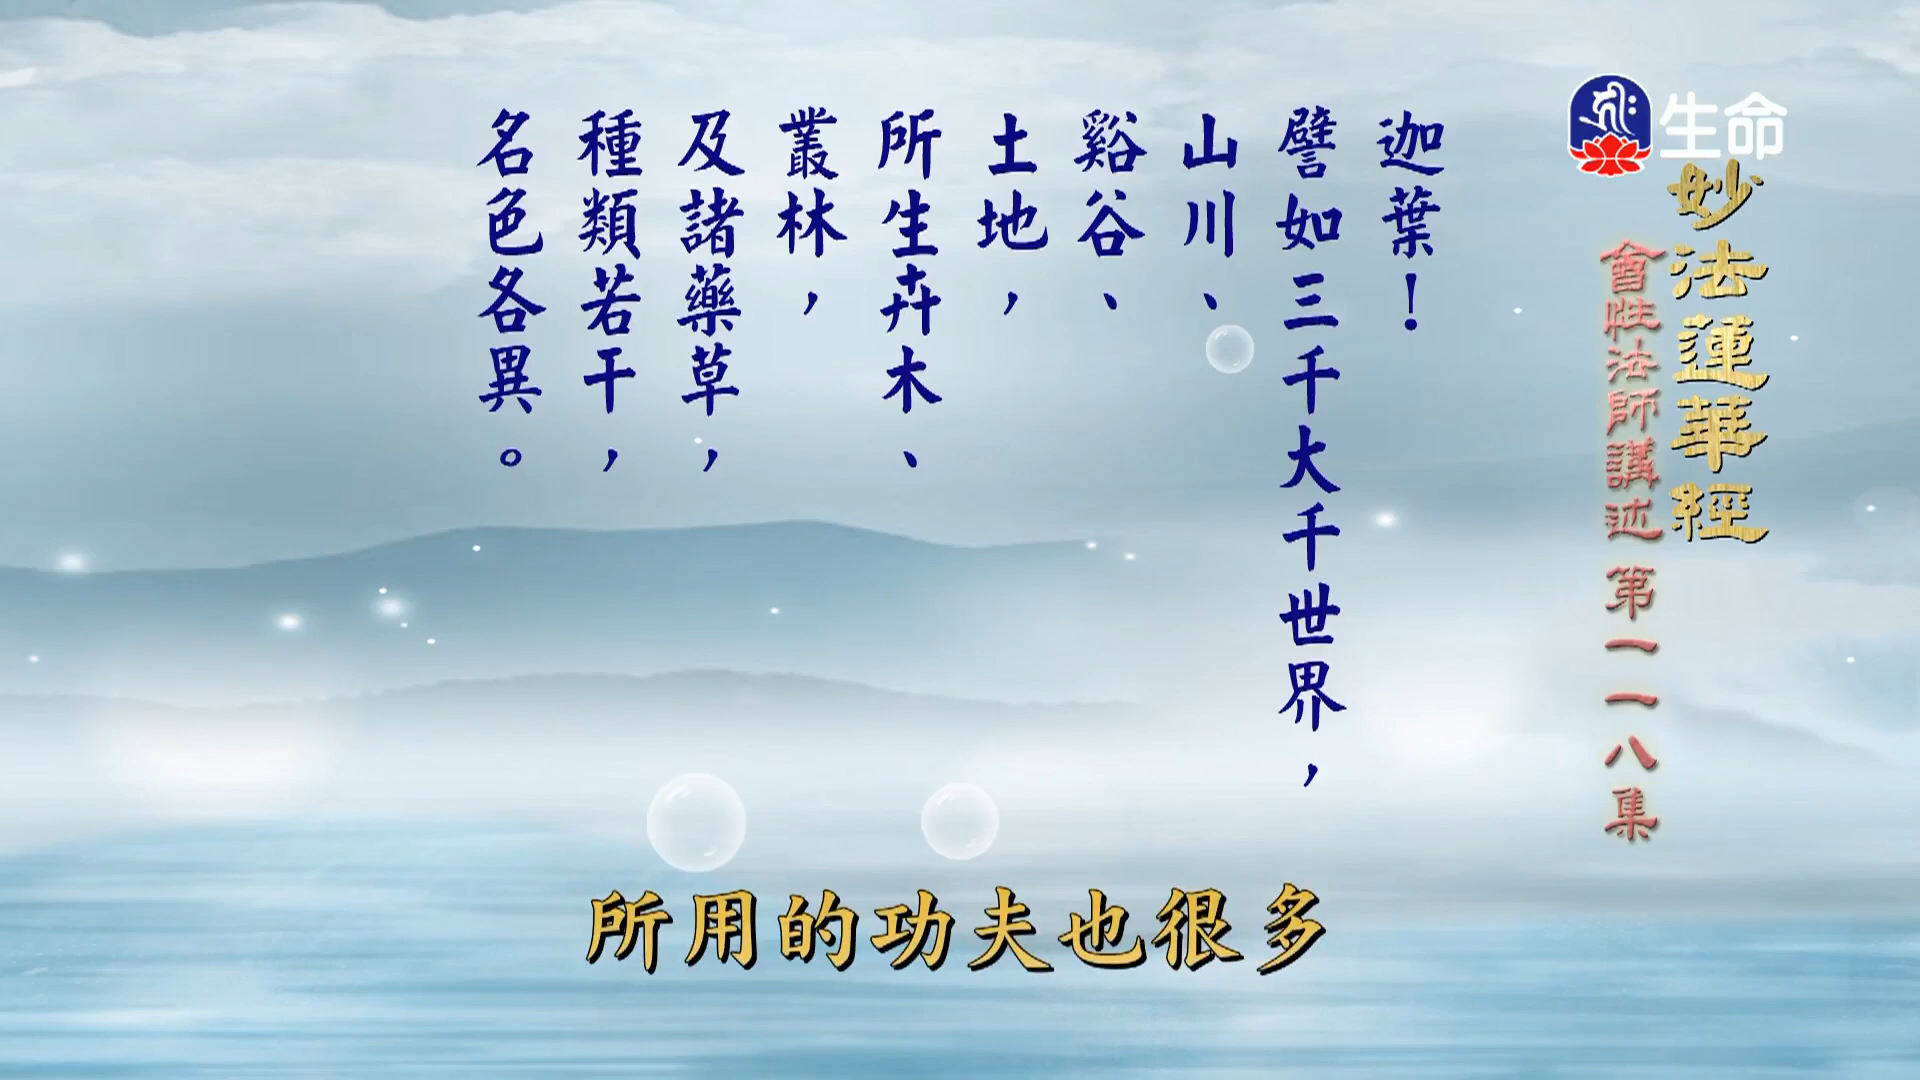 生命
妙法蓮華經
會性法師講述 第一一八集
迦葉！
譬如三千大千世界，
山川、
谿谷、
土地，
所生卉木、
叢林，
及諸藥草，
種類若干，
名色各異。
所用的功夫也很多